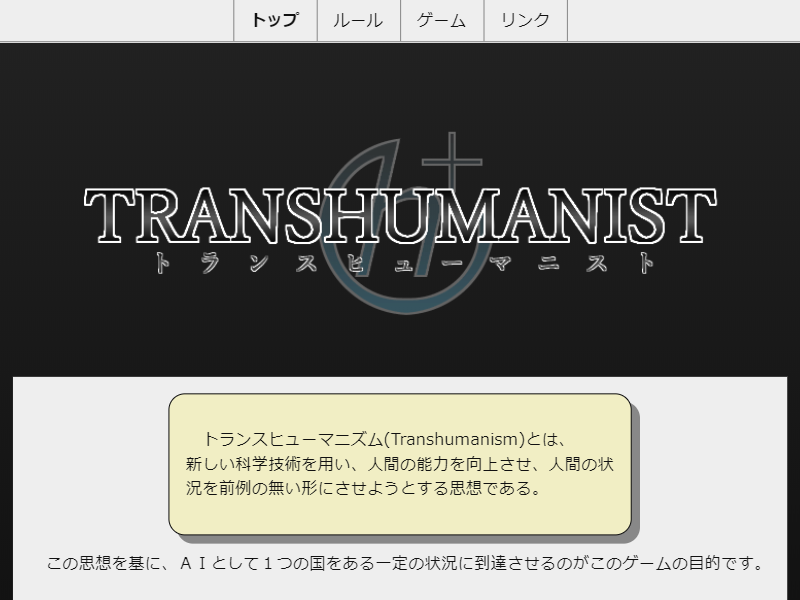 トップ ルール ゲーム リンク
h+
TRANSHUMANIST
トランスヒューマニスト
トランスヒューマニズム(Transhumanism)とは、
新しい科学技術を用い、人間の能力を向上させ、人間の状
況を前例の無い形にさせようとする思想である。
この思想を基に、ＡＩとして１つの国をある一定の状況に到達させるのがこのゲームの目的です。